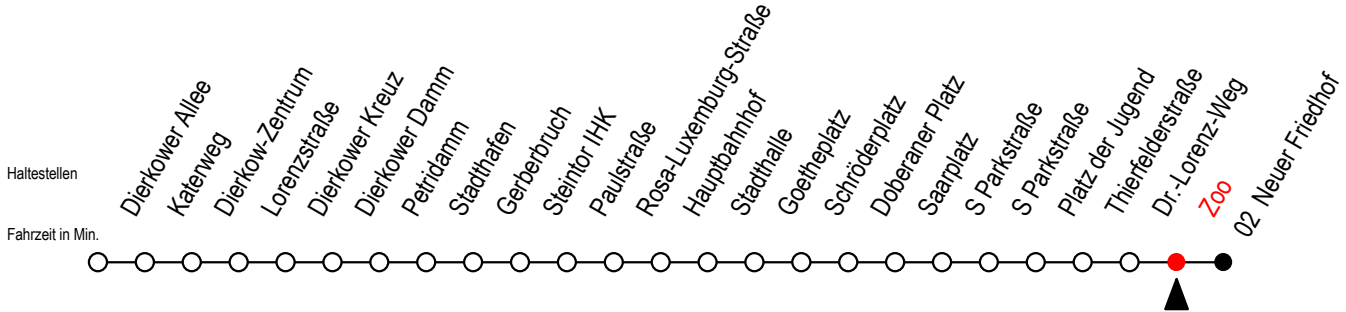 Haltestellen
Fahrzeit in Min.
Dierkower Allee
Katerweg
Dierkow-Zentrum
Lorenzstraße
Dierkower Kreuz
Dierkower Damm
Petridamm
Stadthafen
Gerberbruch
Steintor IHK
Paulstraße
Rosa-Luxemburg-Straße
Hauptbahnhof
Stadthalle
Goetheplatz
Schröderplatz
Doberaner Platz
Saarplatz
S Parkstraße
S Parkstraße
Platz der Jugend
Thierfelderstraße
Dr.-Lorenz-Weg
Zoo
02 Neuer Friedhof